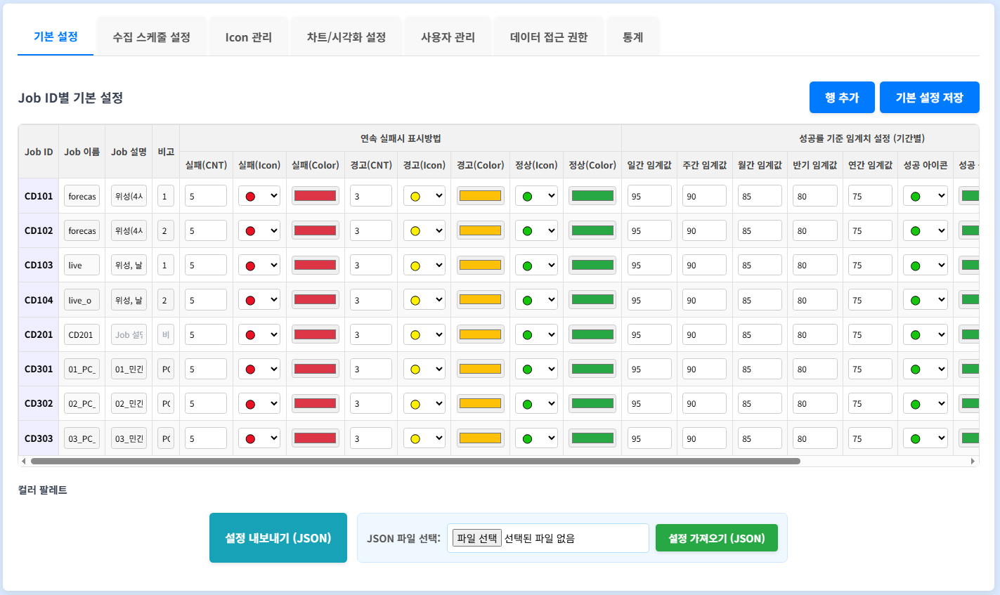 기본 설정 수집 스케줄 설정 Icon 관리 차트/시각화 설정 사용자 관리 데이터 접근 권한 통계
Job ID별 기본 설정 행 추가 기본 설정 저장
연속 실패시 표시방법 성공률 기준 임계치 설정 (기간별)
Job ID Job 이름 Job 설명 비고 실패(CNT) 실패(Icon) 실패(Color) 경고(CNT) 경고(Icon) 경고(Color) 정상(Icon) 정상(Color) 일간 임계값 주간 임계값 월간 임계값 반기 임계값 연간 임계값 성공 아이콘 성공
CD101 forecas 위성(4시 1 5 3 95 90 85 80 75
CD102 forecas 위성(4시 2 5 3 95 90 85 80 75
CD103 live 위성, 날 1 5 3 95 90 85 80 75
CD104 live_o 위성, 날 2 5 3 95 90 85 80 75
CD201 CD201 Job 설명 비 5 3 95 90 85 80 75
CD301 01_PC_ 01_민간 PC 5 3 95 90 85 80 75
CD302 02_PC_ 02_민간 PC 5 3 95 90 85 80 75
CD303 03_PC_ 03_민간 PC 5 3 95 90 85 80 75
컬러 팔레트
설정 내보내기 (JSON) JSON 파일 선택: 파일 선택 선택된 파일 없음 설정 가져오기 (JSON)